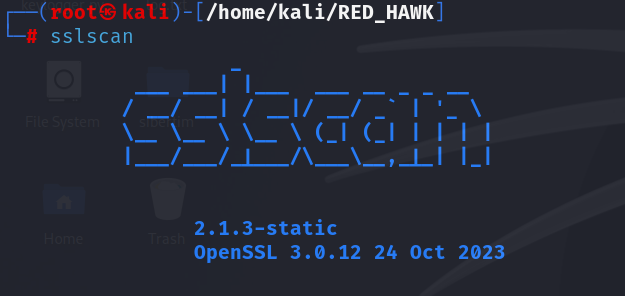 ┌──(root㉿kali)-[/home/kali/RED_HAWK]
└─# sslscan
sslscan
File System
Home
Trash
2.1.3-static
OpenSSL 3.0.12 24 Oct 2023